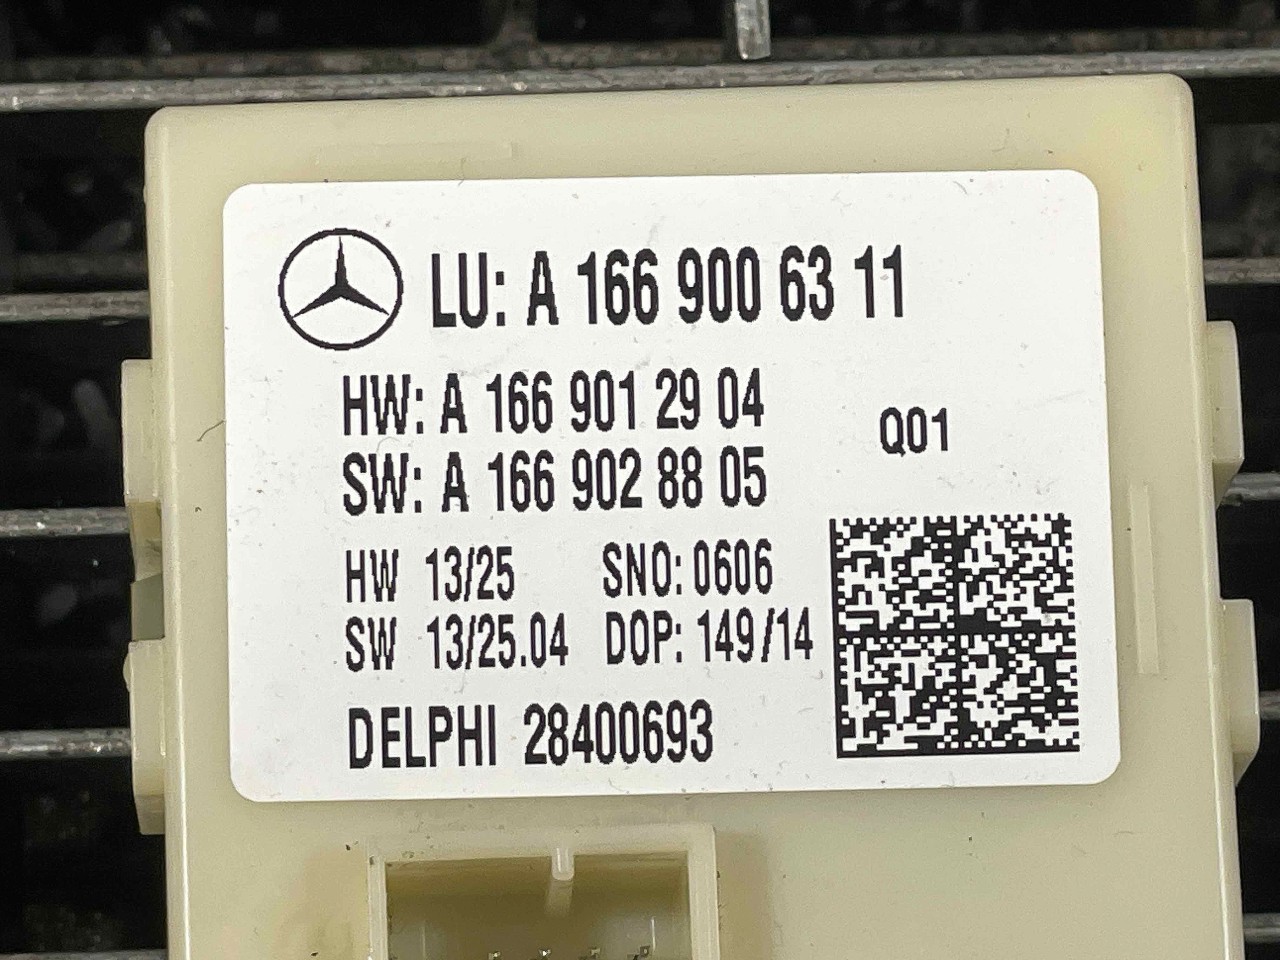 LU: A 166 900 63 11
HW: A 166 901 29 04
SW: A 166 902 88 05
Q01
HW 13/25 SNO: 0606
SW 13/25.04 DOP: 149/14
DELPHI 28400693